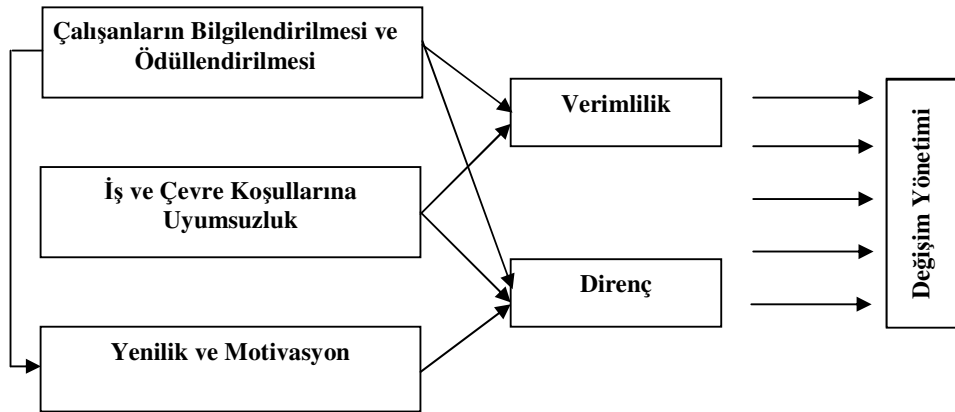 Çalışanların Bilgilendirilmesi ve
Ödüllendirilmesi
Verimlilik
İş ve Çevre Koşullarına
Uyumsuzluk
Direnç
Yenilik ve Motivasyon
Değişim Yönetimi